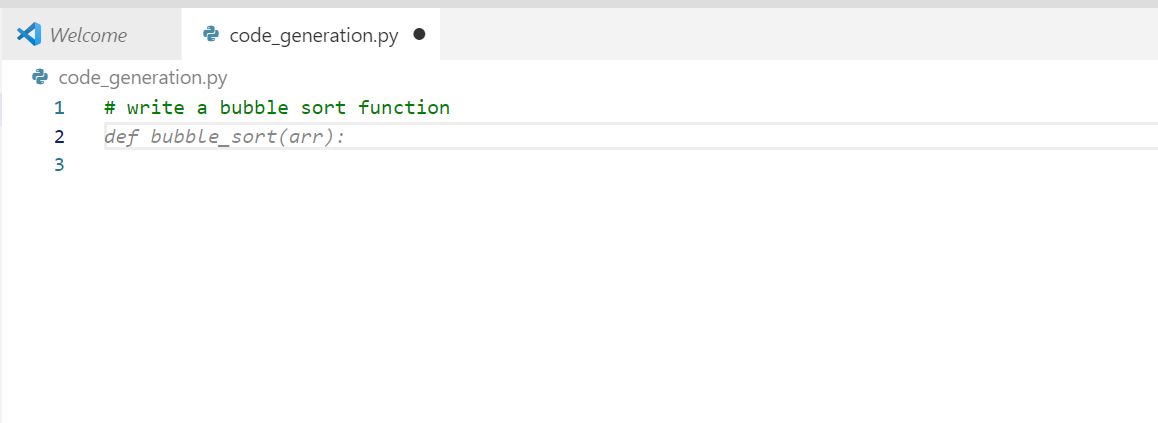 Welcome
code_generation.py
code_generation.py
1 # write a bubble sort function
2 def bubble_sort(arr):
3